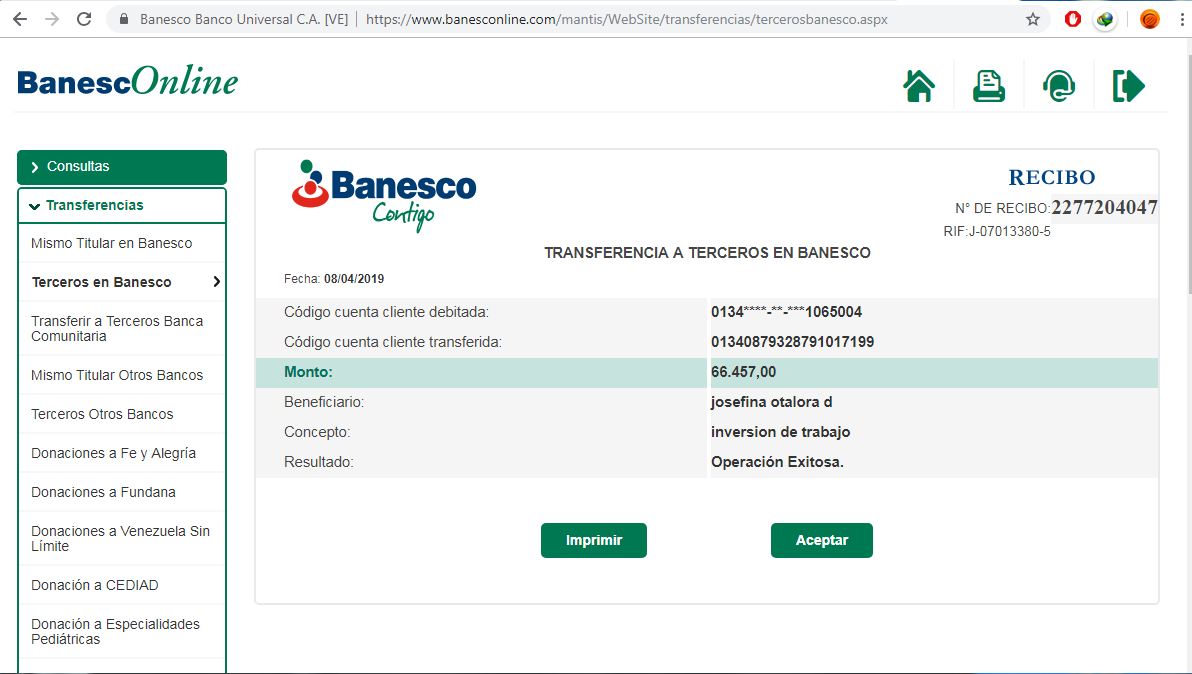 Banesco Banco Universal C.A. [VE] | https://www.banesconline.com/mantis/WebSite/transferencias/tercerosbanesco.aspx
BanescOnline
Consultas
Transferencias
Mismo Titular en Banesco
Terceros en Banesco
Transferir a Terceros Banca
Comunitaria
Mismo Titular Otros Bancos
Terceros Otros Bancos
Donaciones a Fe y Alegría
Donaciones a Fundana
Donaciones a Venezuela Sin
Límite
Donación a CEDIAD
Donación a Especialidades
Pediátricas
Banesco
Contigo
RECIBO
N° DE RECIBO:2277204047
RIF:J-07013380-5
TRANSFERENCIA A TERCEROS EN BANESCO
Fecha: 08/04/2019
Código cuenta cliente debitada: 0134****-**-***1065004
Código cuenta cliente transferida: 01340879328791017199
Monto: 66.457,00
Beneficiario: josefina otalora d
Concepto: inversion de trabajo
Resultado: Operación Exitosa.
Imprimir Aceptar